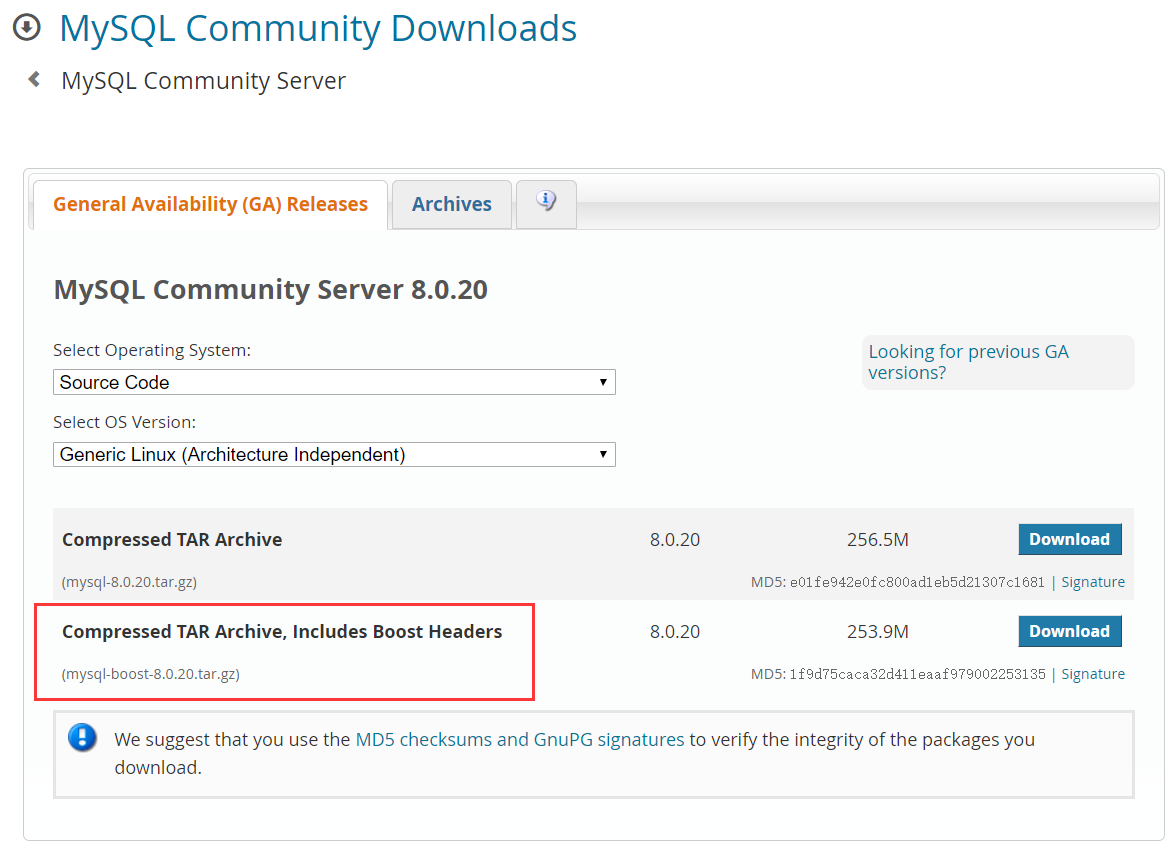 MySQL Community Downloads
MySQL Community Server
General Availability (GA) Releases
Archives
MySQL Community Server 8.0.20
Select Operating System:
Looking for previous GA
versions?
Source Code
Select OS Version:
Generic Linux (Architecture Independent)
Compressed TAR Archive 8.0.20 256.5M Download
(mysql-8.0.20.tar.gz) MD5: e01fe942e0fc800ad1eb5d21307c1681 | Signature
Compressed TAR Archive, Includes Boost Headers 8.0.20 253.9M Download
(mysql-boost-8.0.20.tar.gz) MD5: 1f9d75caca32d411eaaf979002253135 | Signature
We suggest that you use the MD5 checksums and GnuPG signatures to verify the integrity of the packages you
download.